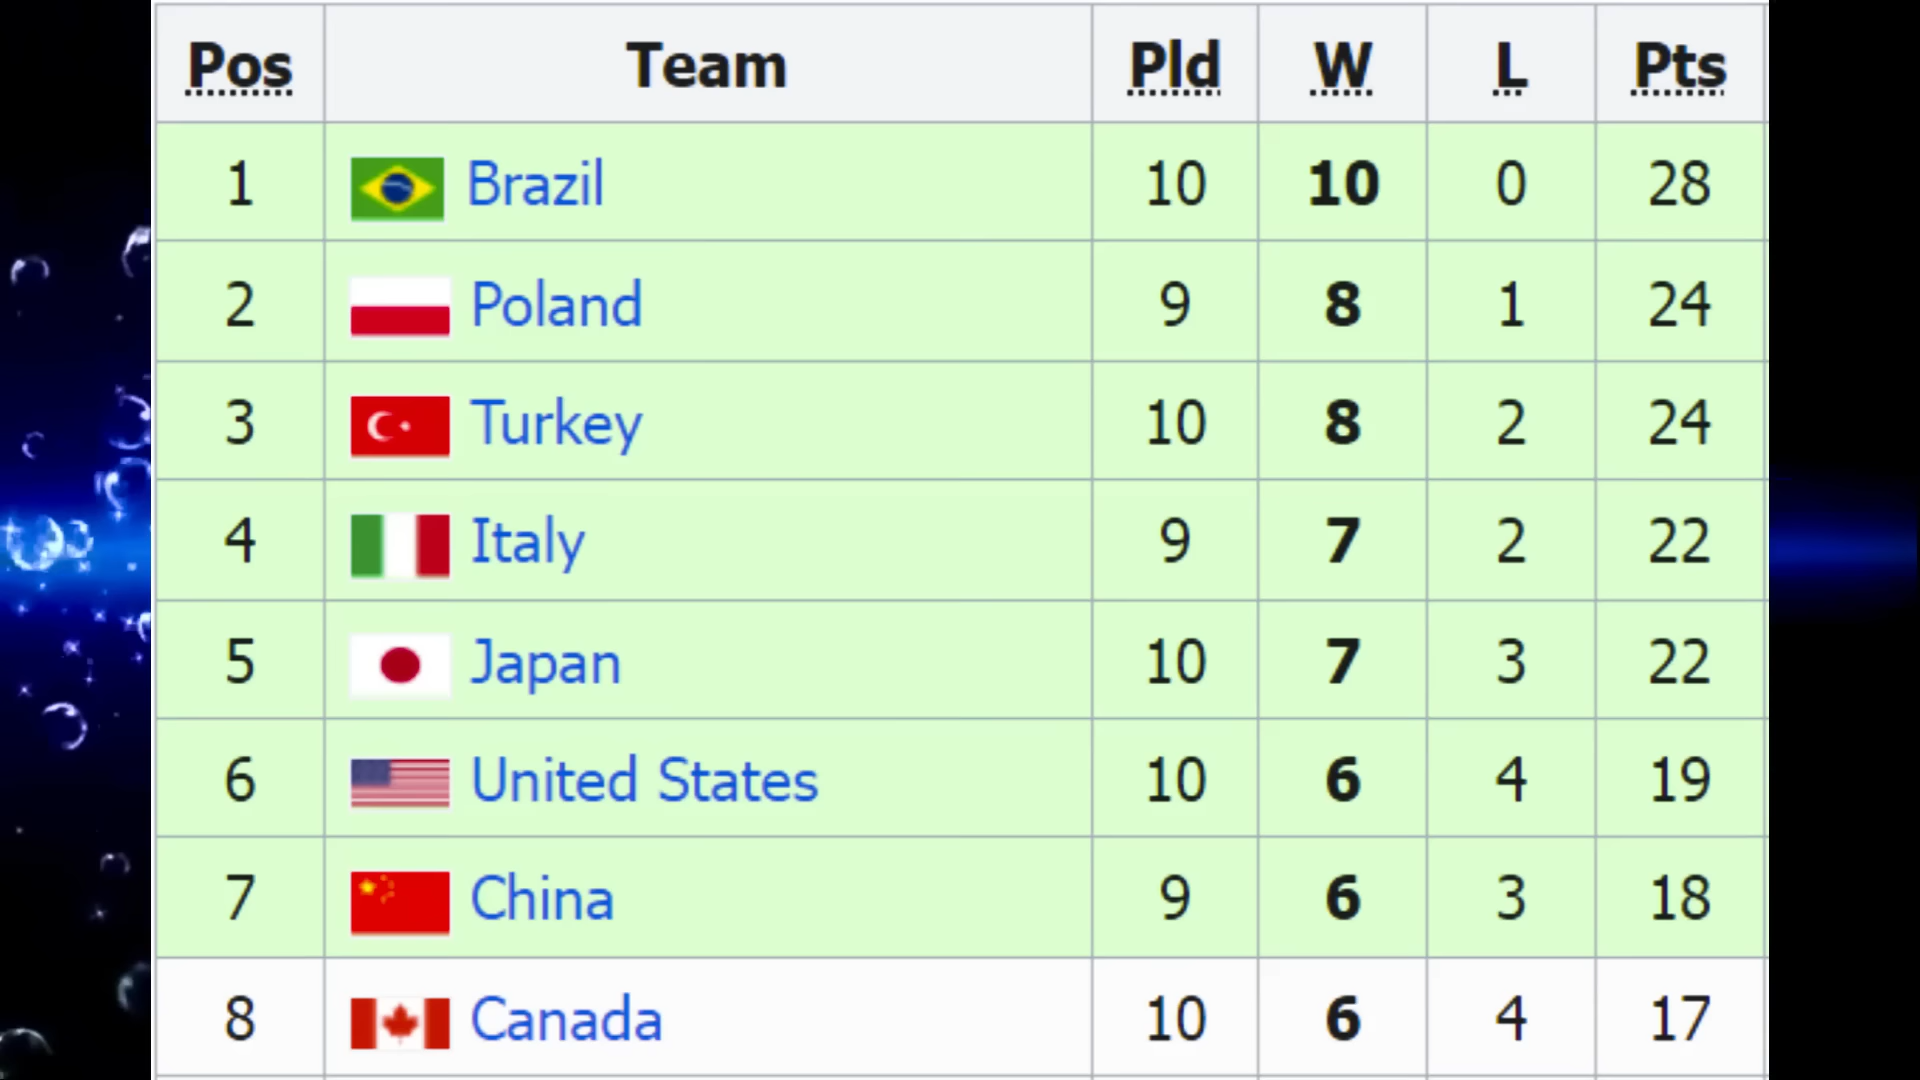 Pos Team Pld W L Pts
1 Brazil 10 10 0 28
2 Poland 9 8 1 24
3 Turkey 10 8 2 24
4 Italy 9 7 2 22
5 Japan 10 7 3 22
6 United States 10 6 4 19
7 China 9 6 3 18
8 Canada 10 6 4 17